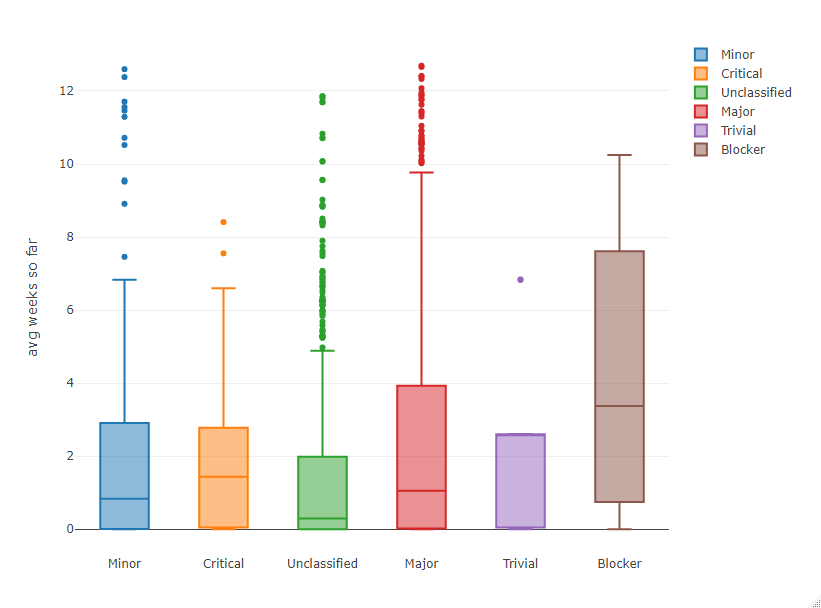 Minor
Critical
Unclassified
Major
Trivial
Blocker
12
10
8
6
4
2
0
avg weeks so far
Minor Critical Unclassified Major Trivial Blocker